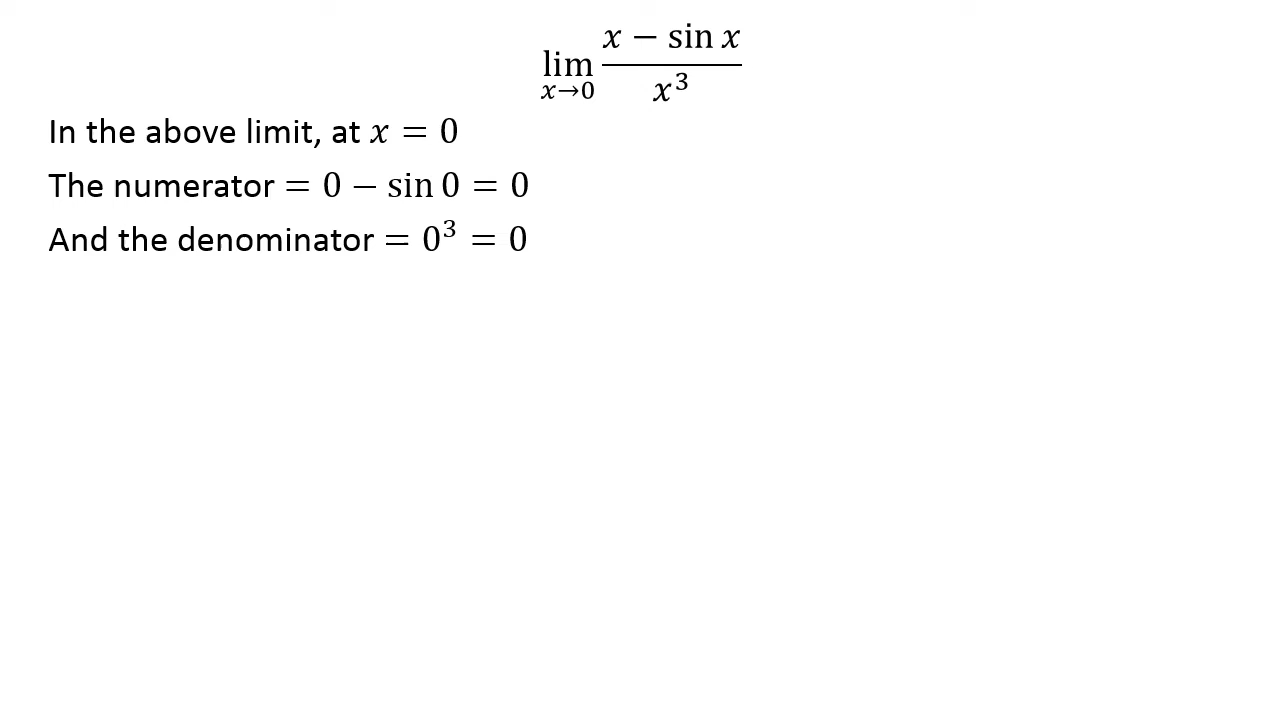 lim x→0 x − sin x / x³
In the above limit, at x = 0
The numerator = 0 − sin 0 = 0
And the denominator = 0³ = 0